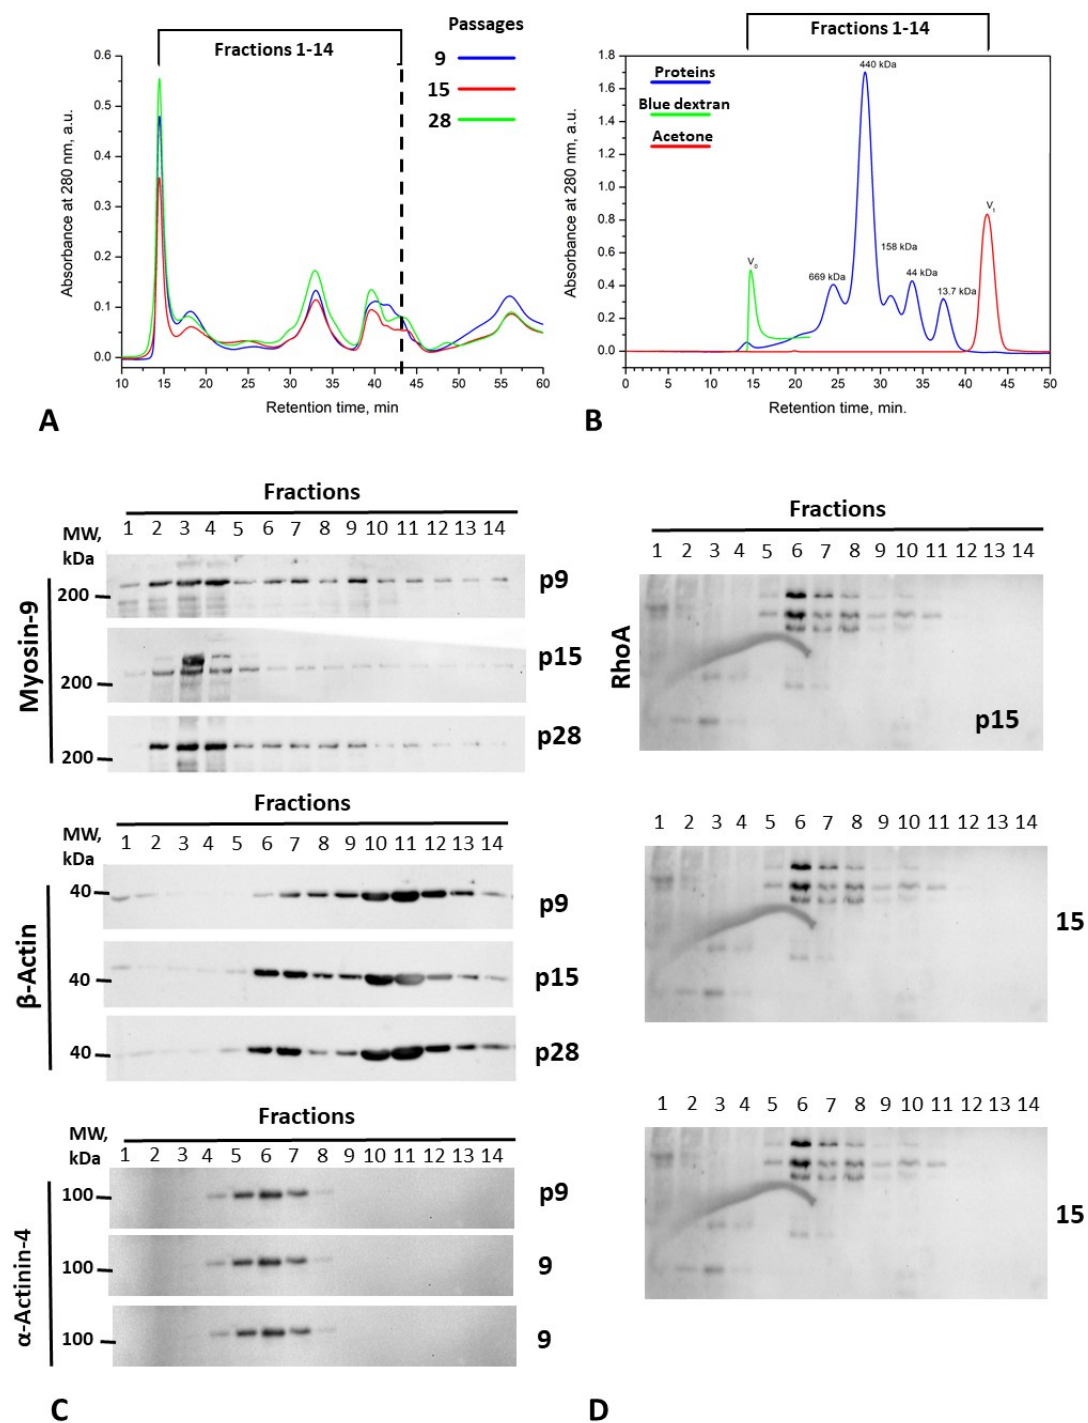 Fractions 1-14
Passages
9
15
28
0.6
0.5
0.4
0.3
0.2
0.1
0.0
Absorbance at 280 nm, a.u.
10 15 20 25 30 35 40 45 50 55 60
Retention time, min
A
Fractions 1-14
Proteins
Blue dextran
Acetone
1.8
1.6
1.4
1.2
1.0
0.8
0.6
0.4
0.2
0.0
Absorbance at 280 nm, a.u.
V0
669 kDa
440 kDa
158 kDa
44 kDa
13.7 kDa
Vt
0 5 10 15 20 25 30 35 40 45 50
Retention time, min.
B
Fractions
MW, kDa
1 2 3 4 5 6 7 8 9 10 11 12 13 14
Myosin-9
200
p9
200
p15
200
p28
Fractions
MW, kDa
1 2 3 4 5 6 7 8 9 10 11 12 13 14
β-Actin
40
p9
40
p15
40
p28
Fractions
MW, kDa
1 2 3 4 5 6 7 8 9 10 11 12 13 14
α-Actinin-4
100
p9
100
9
100
9
C
Fractions
1 2 3 4 5 6 7 8 9 10 11 12 13 14
RhoA
p15
1 2 3 4 5 6 7 8 9 10 11 12 13 14
15
1 2 3 4 5 6 7 8 9 10 11 12 13 14
15
D